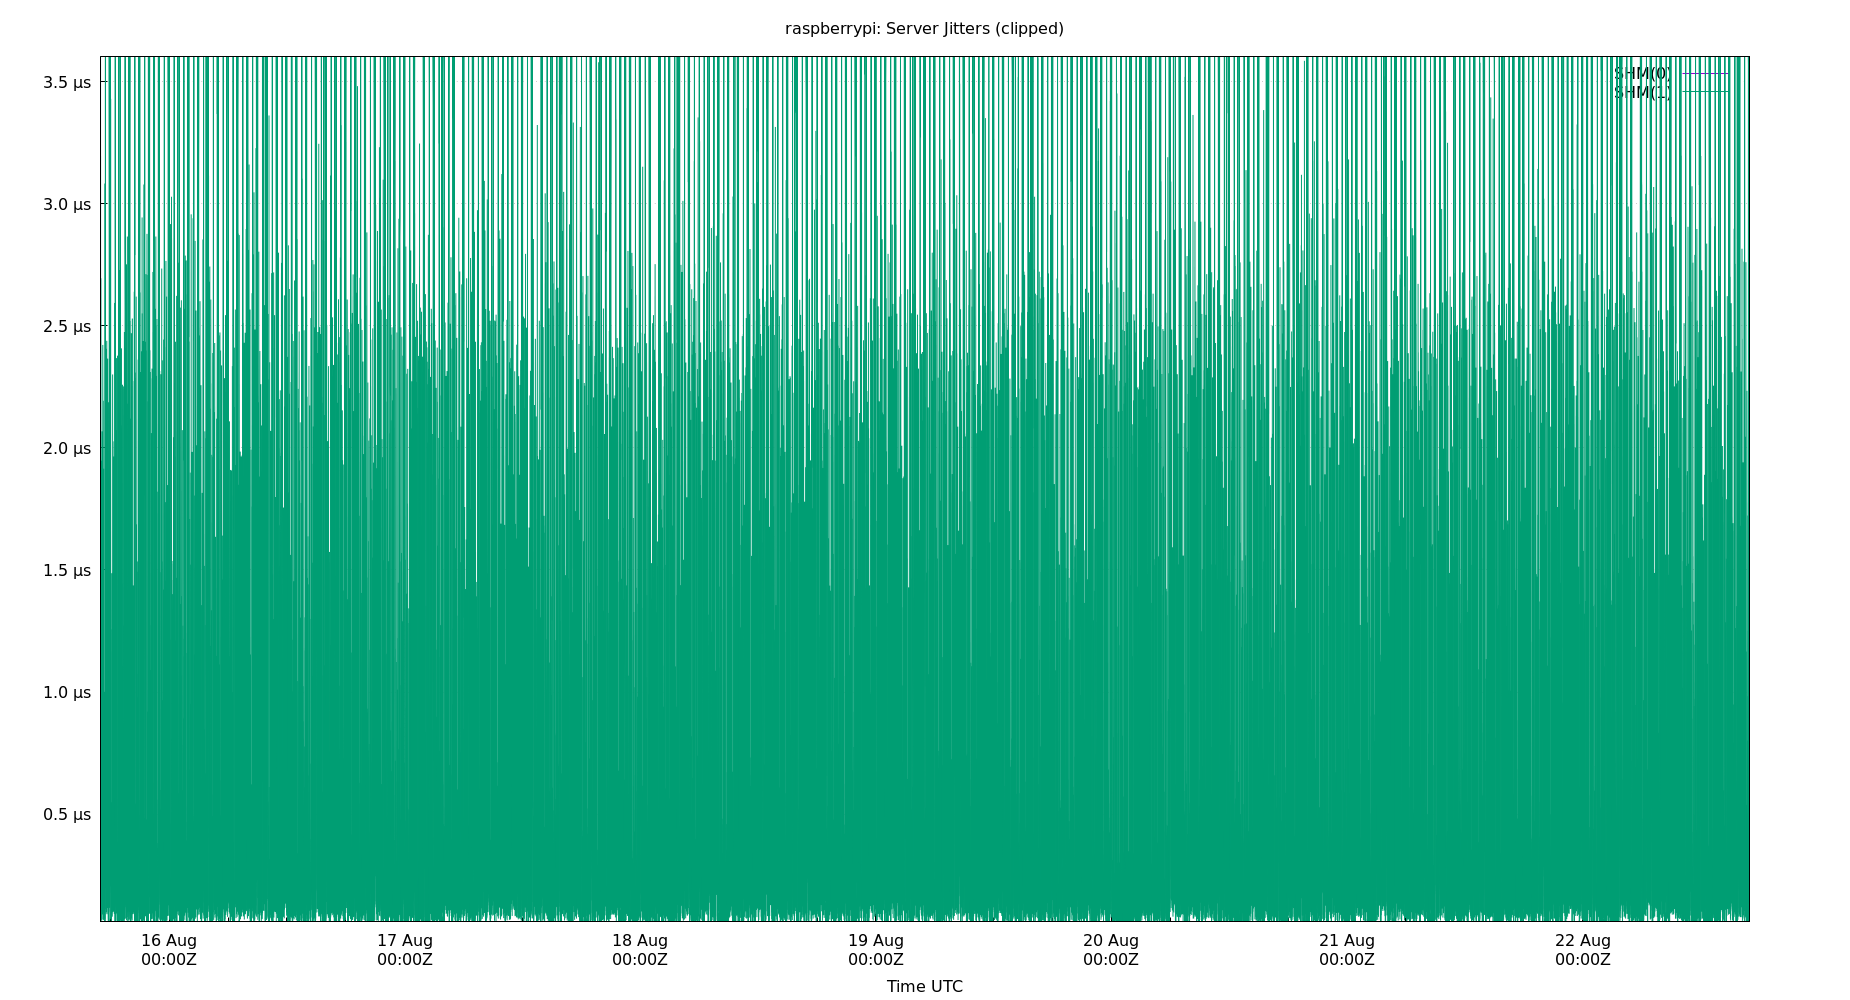 raspberrypi: Server Jitters (clipped)
SHM(0)
SHM(1)
3.5 µs
3.0 µs
2.5 µs
2.0 µs
1.5 µs
1.0 µs
0.5 µs
16 Aug 17 Aug 18 Aug 19 Aug 20 Aug 21 Aug 22 Aug
00:00Z 00:00Z 00:00Z 00:00Z 00:00Z 00:00Z 00:00Z
Time UTC